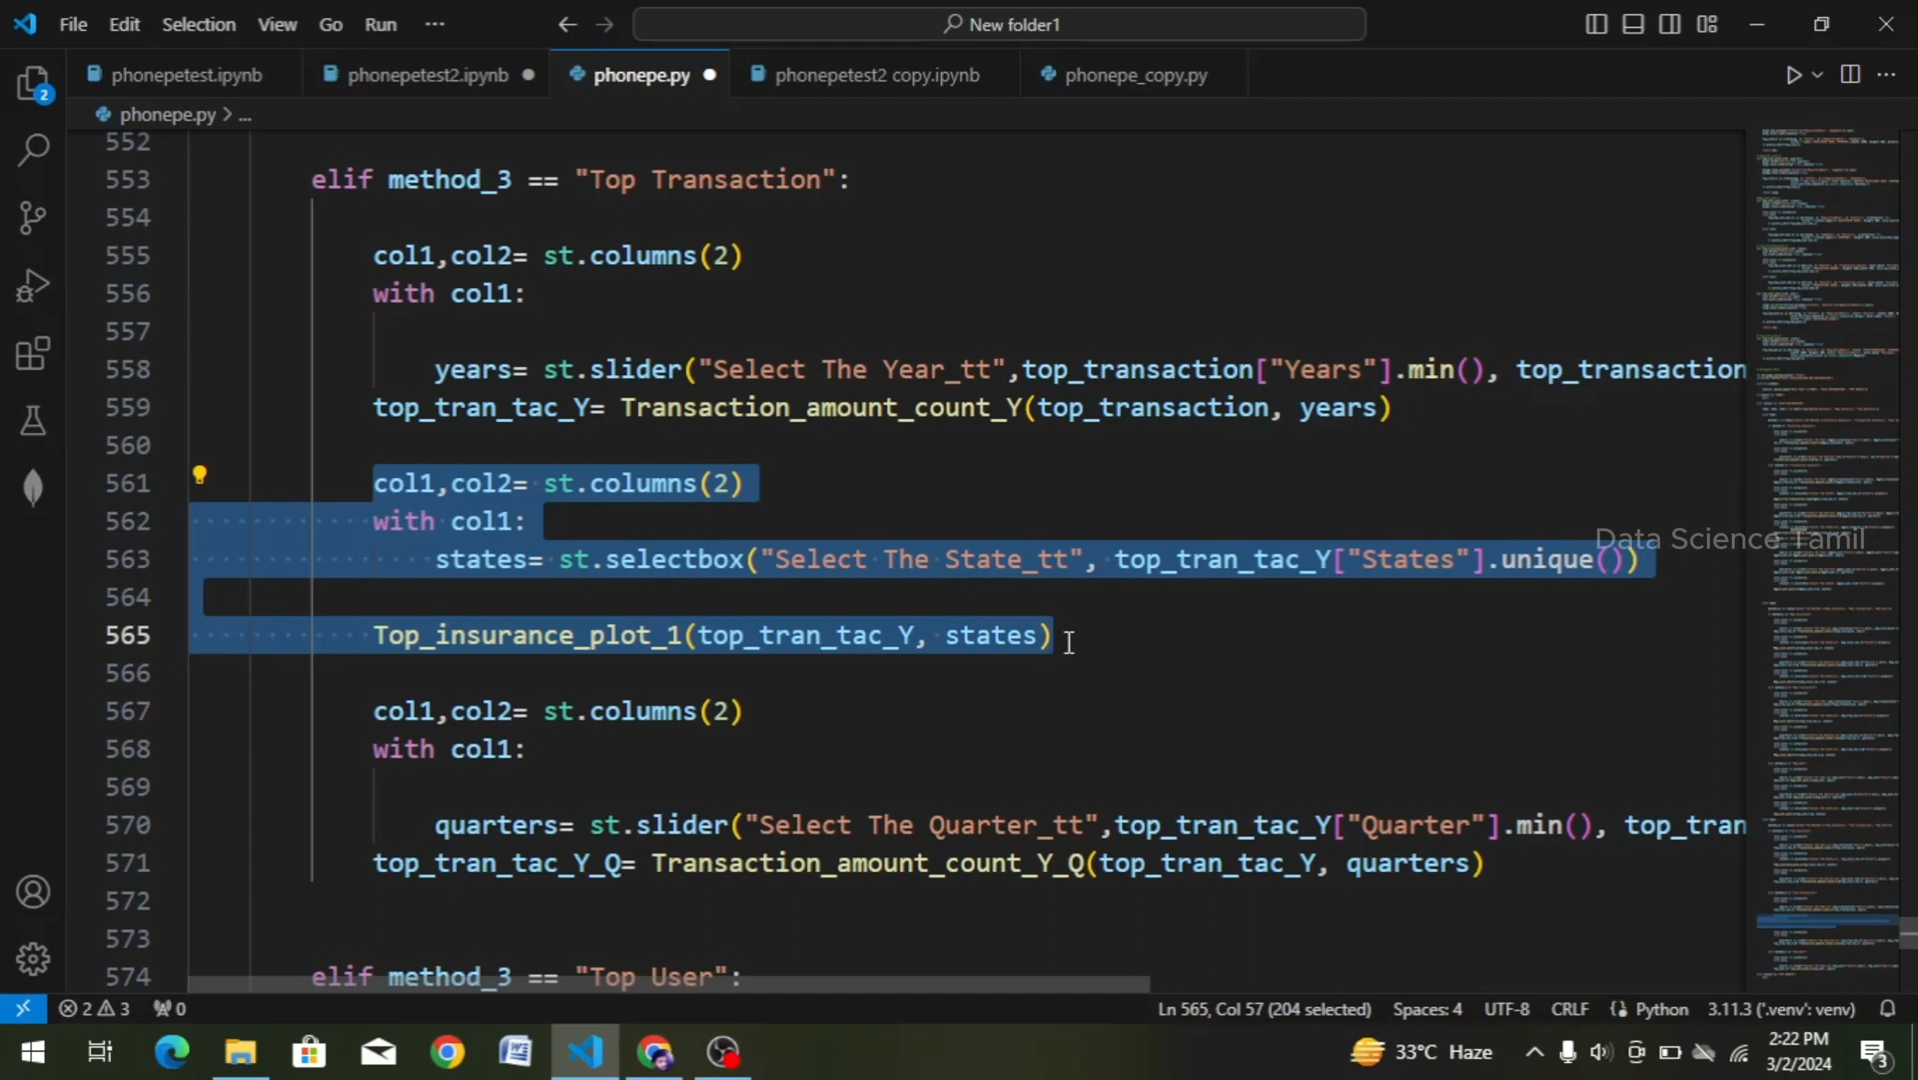 File Edit Selection View Go Run ···
New folder1
phonepetest.ipynb phonepetest2.ipynb phonepe.py phonepetest2 copy.ipynb phonepe_copy.py
phonepe.py > ...
2
552
553 elif method_3 == "Top Transaction":
554
555 col1,col2= st.columns(2)
556 with col1:
557
558 years= st.slider("Select The Year_tt",top_transaction["Years"].min(), top_transaction
559 top_tran_tac_Y= Transaction_amount_count_Y(top_transaction, years)
560
561 col1,col2= st.columns(2)
562 with col1:
563 states= st.selectbox("Select The State_tt", top_tran_tac_Y["States"].unique())
Data Science Tamil
564
565 Top_insurance_plot_1(top_tran_tac_Y, states)
566
567 col1,col2= st.columns(2)
568 with col1:
569
570 quarters= st.slider("Select The Quarter_tt",top_tran_tac_Y["Quarter"].min(), top_tran
571 top_tran_tac_Y_Q= Transaction_amount_count_Y_Q(top_tran_tac_Y, quarters)
572
573
574 elif method_3 == "Top User":
2 3 0 Ln 565, Col 57 (204 selected) Spaces: 4 UTF-8 CRLF Python 3.11.3 ('.venv': venv)
33°C Haze 2:22 PM
3/2/2024 3